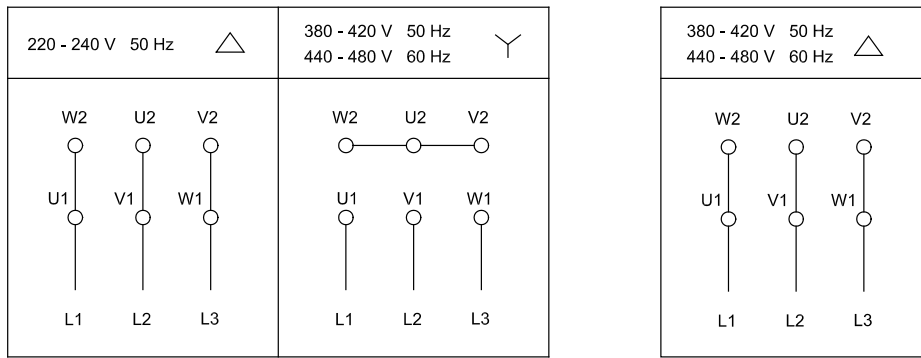 220 - 240 V 50 Hz
380 - 420 V 50 Hz
440 - 480 V 60 Hz
W2 U2 V2
U1 V1 W1
L1 L2 L3
W2 U2 V2
U1 V1 W1
L1 L2 L3
380 - 420 V 50 Hz
440 - 480 V 60 Hz
W2 U2 V2
U1 V1 W1
L1 L2 L3